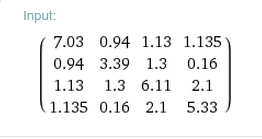 Input:
7.03 0.94 1.13 1.135
0.94 3.39 1.3 0.16
1.13 1.3 6.11 2.1
1.135 0.16 2.1 5.33